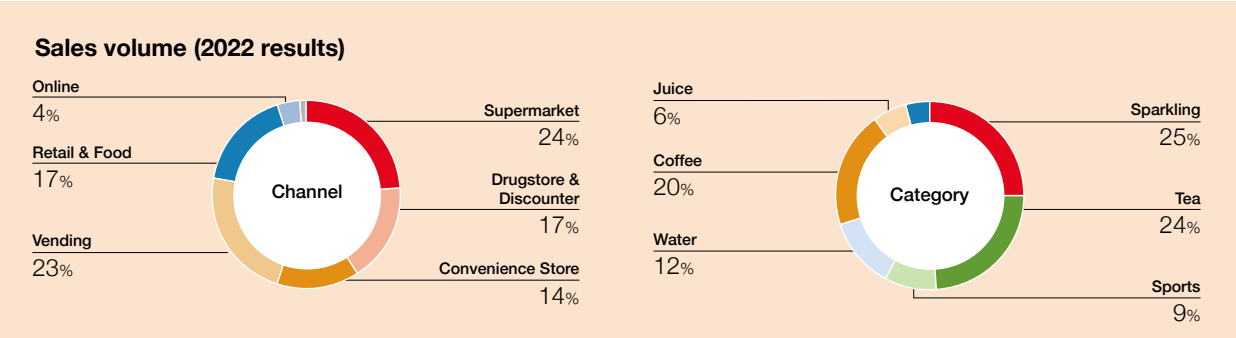 Sales volume (2022 results)
Online
4%
Retail & Food
17%
Vending
23%
Channel
Supermarket
24%
Drugstore &
Discounter
17%
Convenience Store
14%
Juice
6%
Coffee
20%
Water
12%
Category
Sparkling
25%
Tea
24%
Sports
9%